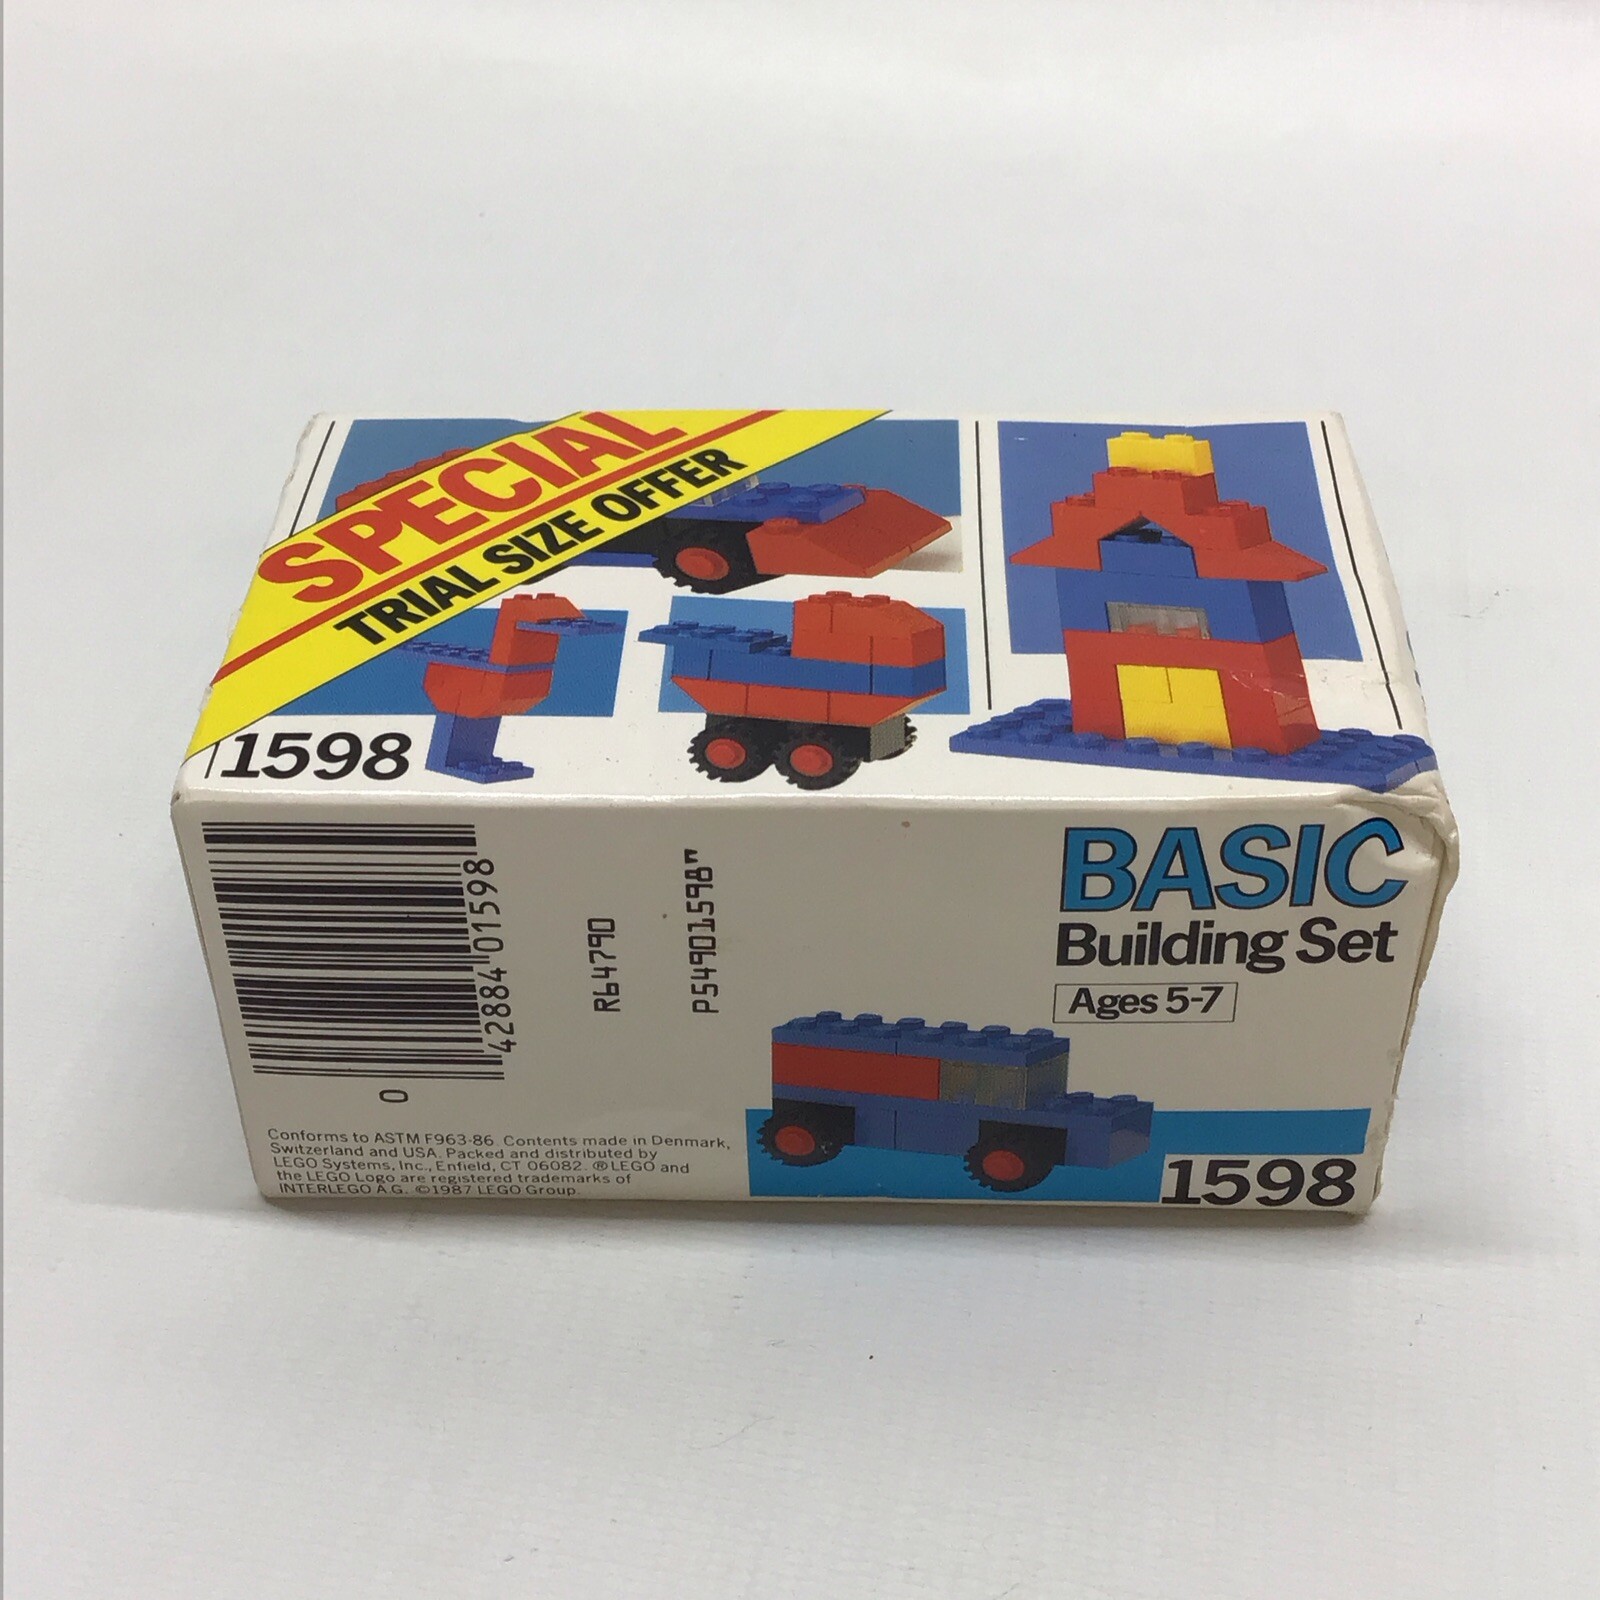 SPECIAL
TRIAL SIZE OFFER
1598
BASIC
Building Set
Ages 5-7
1598
42884 01598
0
R64790
P54901598"
Conforms to ASTM F963-86. Contents made in Denmark,
Switzerland and USA. Packed and distributed by
LEGO Systems, Inc., Enfield, CT 06082. ® LEGO and
the LEGO Logo are registered trademarks of
INTERLEGO A.G. ©1987 LEGO Group.